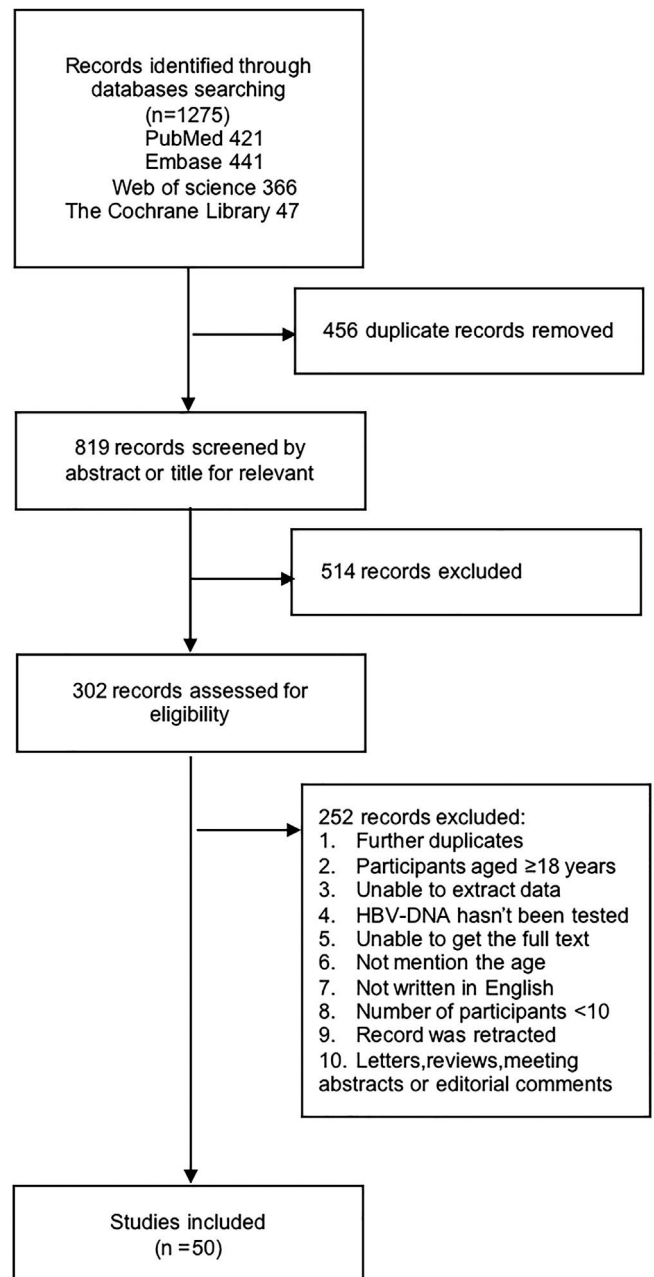 Records identified through
databases searching
(n=1275)
PubMed 421
Embase 441
Web of science 366
The Cochrane Library 47
456 duplicate records removed
819 records screened by
abstract or title for relevant
514 records excluded
302 records assessed for
eligibility
252 records excluded:
1. Further duplicates
2. Participants aged ≥18 years
3. Unable to extract data
4. HBV-DNA hasn't been tested
5. Unable to get the full text
6. Not mention the age
7. Not written in English
8. Number of participants <10
9. Record was retracted
10. Letters,reviews,meeting
abstracts or editorial comments
Studies included
(n =50)